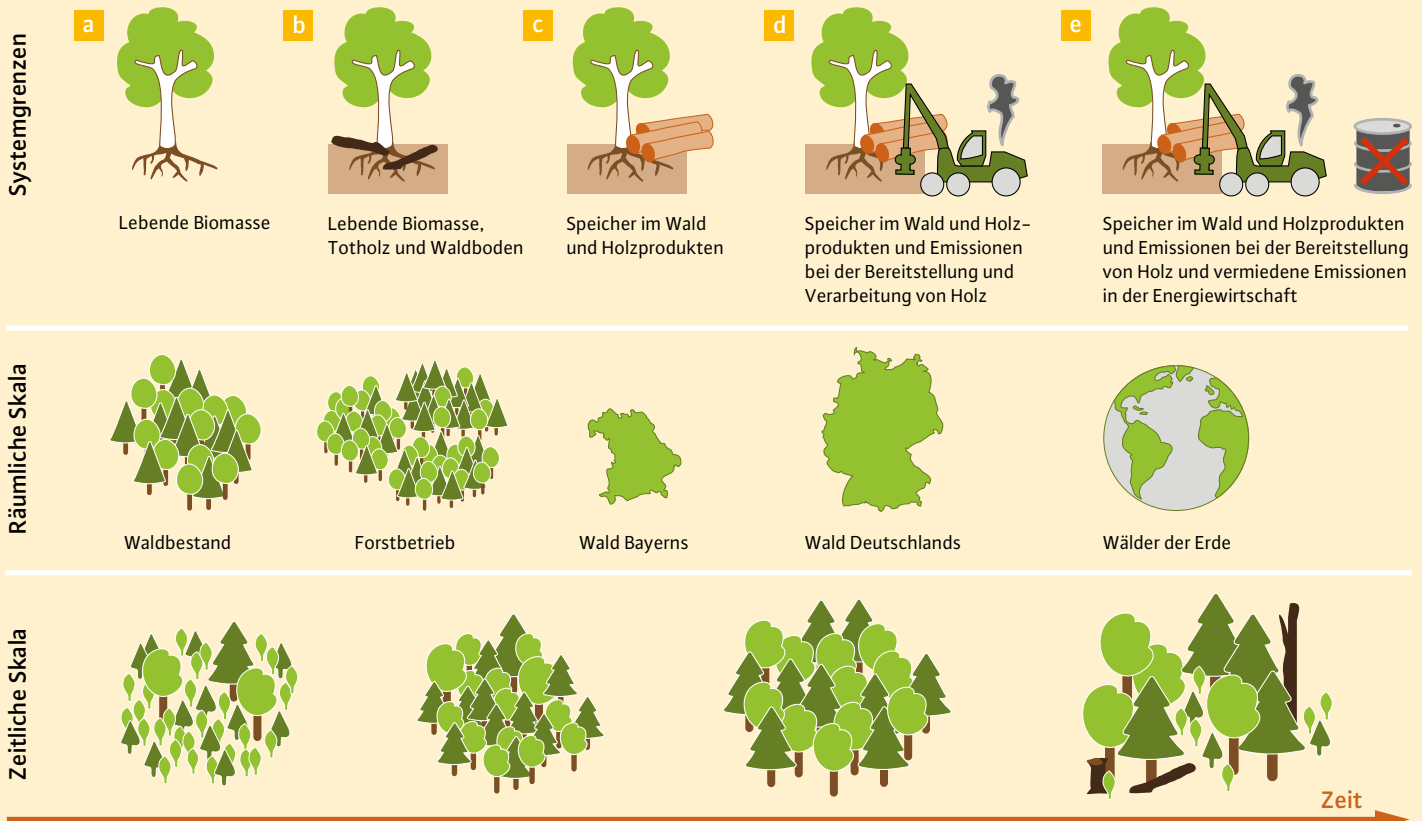 Systemgrenzen
a
Lebende Biomasse
b
Lebende Biomasse,
Totholz und Waldboden
c
Speicher im Wald
und Holzprodukten
d
Speicher im Wald und Holz-
produkten und Emissionen
bei der Bereitstellung und
Verarbeitung von Holz
e
Speicher im Wald und Holzprodukten
und Emissionen bei der Bereitstellung
von Holz und vermiedene Emissionen
in der Energiewirtschaft
Räumliche Skala
Waldbestand
Forstbetrieb
Wald Bayerns
Wald Deutschlands
Wälder der Erde
Zeitliche Skala
Zeit